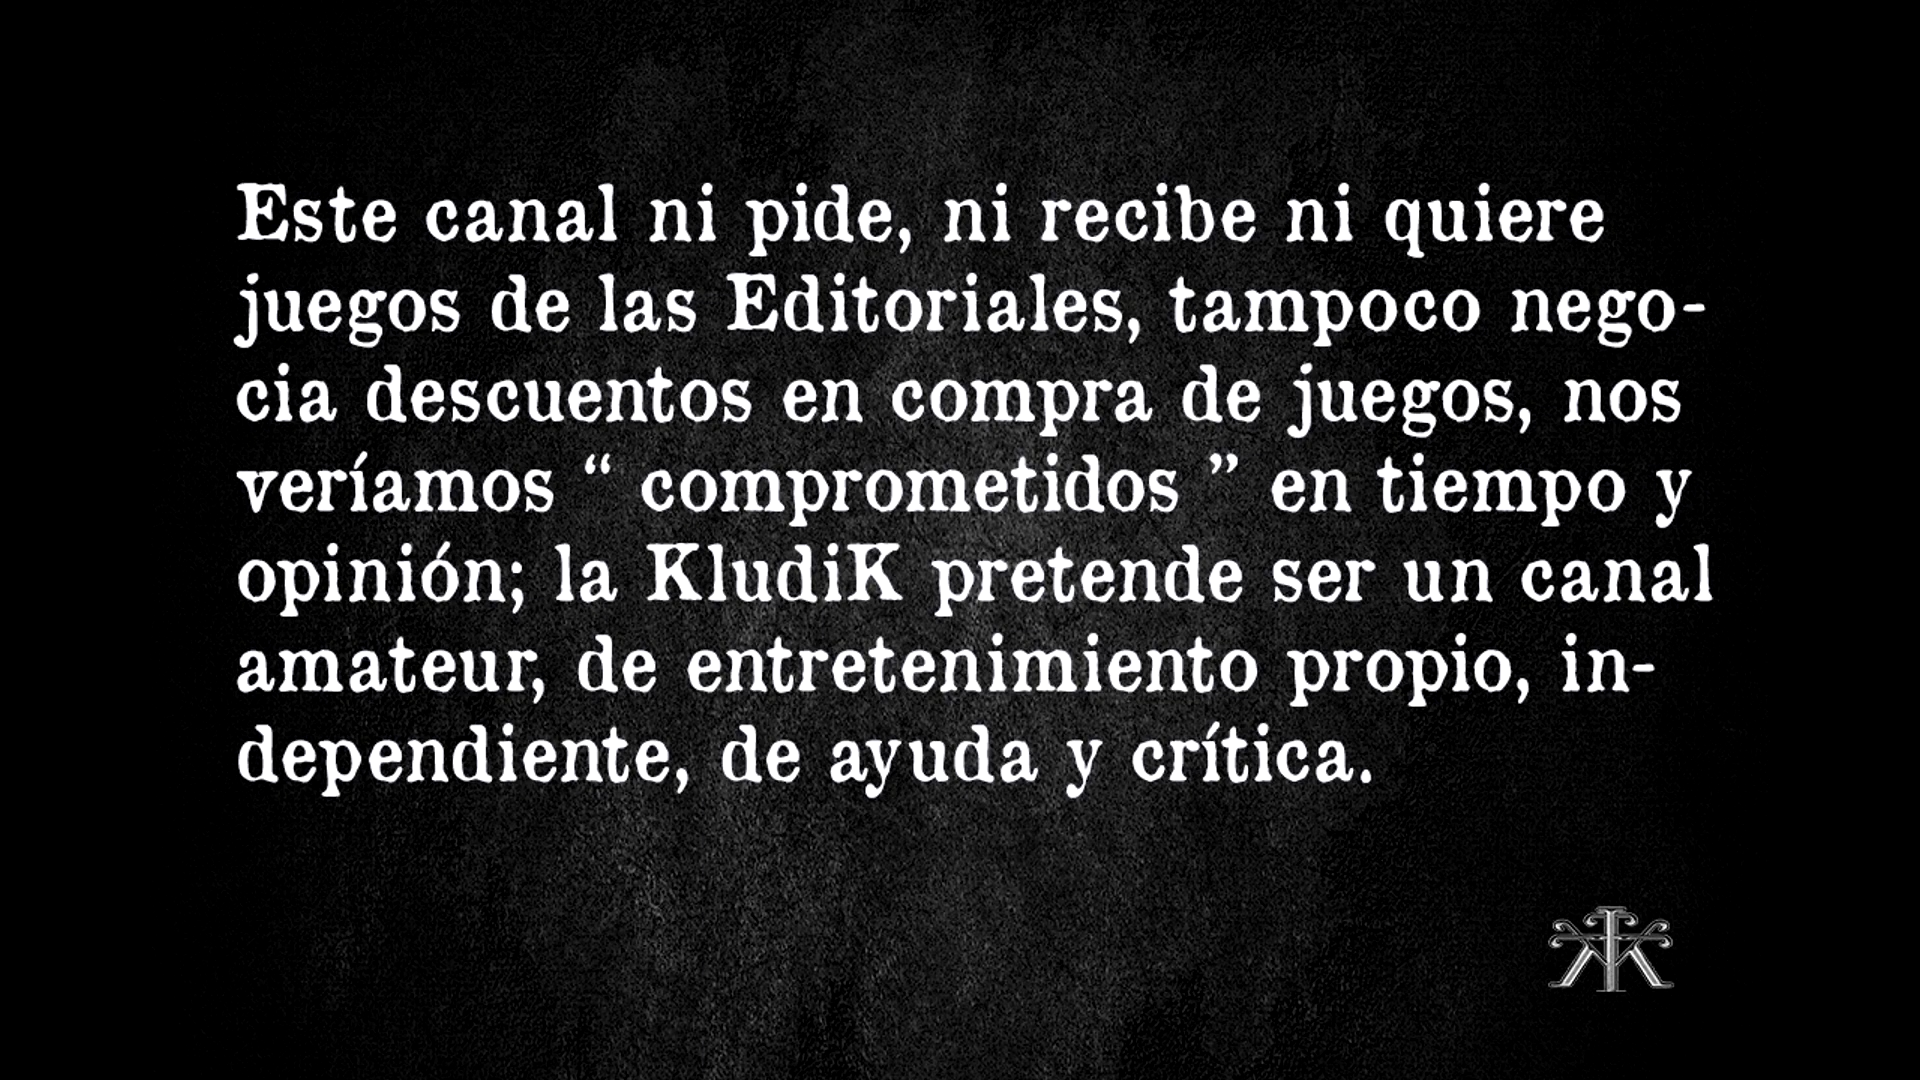 Este canal ni pide, ni recibe ni quiere
juegos de las Editoriales, tampoco nego-
cia descuentos en compra de juegos, nos
veríamos “ comprometidos ” en tiempo y
opinión; la KludiK pretende ser un canal
amateur, de entretenimiento propio, in-
dependiente, de ayuda y crítica.